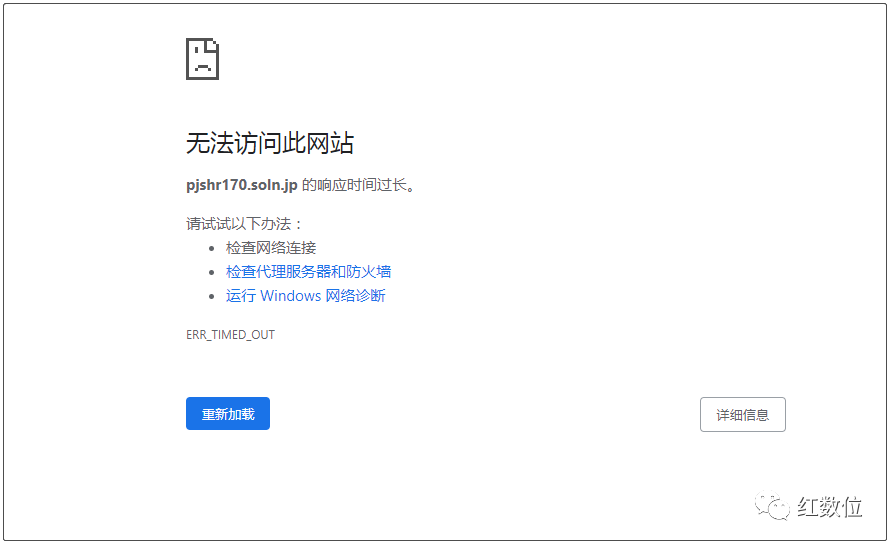 无法访问此网站
pjshr170.soln.jp 的响应时间过长。
请试试以下办法：
检查网络连接
检查代理服务器和防火墙
运行 Windows 网络诊断
ERR_TIMED_OUT
重新加载
详细信息
红数位